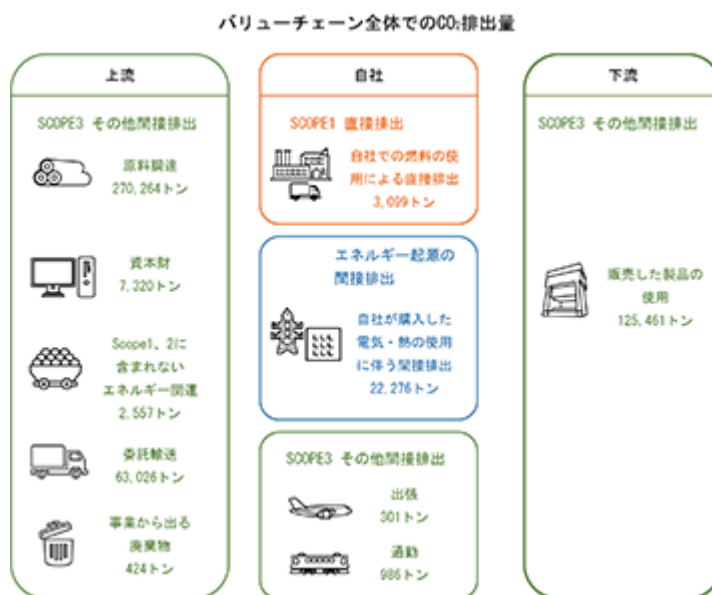 バリューチェーン全体でのCO₂排出量
上流
SCOPE3 その他間接排出
原料調達
270,264トン
資本財
7,320トン
Scope1、2に
含まれない
エネルギー関連
2,557トン
委託輸送
63,026トン
事業から出る
廃棄物
424トン
自社
SCOPE1 直接排出
自社での燃料の使
用による直接排出
3,099トン
エネルギー起源の
間接排出
自社が購入した
電気・熱の使用
に伴う間接排出
22,276トン
SCOPE3 その他間接排出
出張
301トン
通勤
986トン
下流
SCOPE3 その他間接排出
販売した製品の
使用
125,461トン